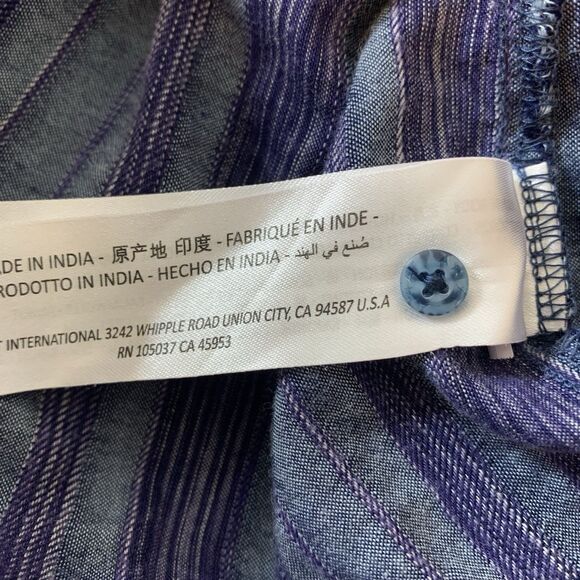 ADE IN INDIA - 原产地 印度 - FABRIQUÉ EN INDE -
RODOTTO IN INDIA - HECHO EN INDIA - صُنع في الهند
T INTERNATIONAL 3242 WHIPPLE ROAD UNION CITY, CA 94587 U.S.A
RN 105037 CA 45953